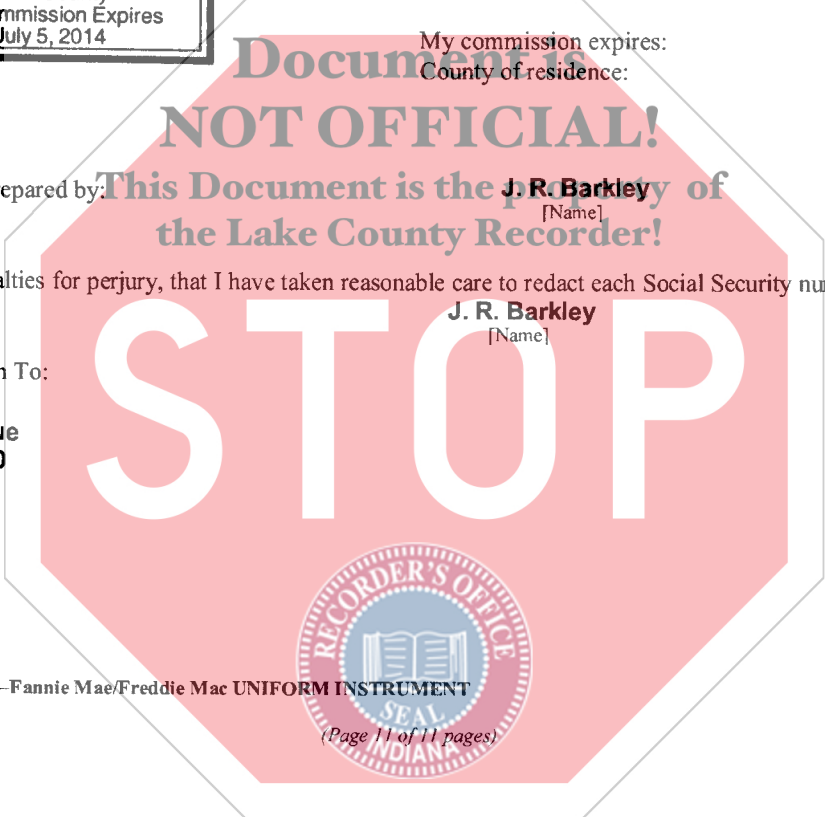 mmission Expires
July 5, 2014
My commission expires:
County of residence:
Document is
NOT OFFICIAL!
This Document is the property of
the Lake County Recorder!
epared by:
J. R. Barkley
[Name]
alties for perjury, that I have taken reasonable care to redact each Social Security nu
J. R. Barkley
[Name]
n To:
ue
0
STOP
RECORDER'S OFFICE
SEAL
INDIANA
–Fannie Mae/Freddie Mac UNIFORM INSTRUMENT
(Page 11 of 11 pages)